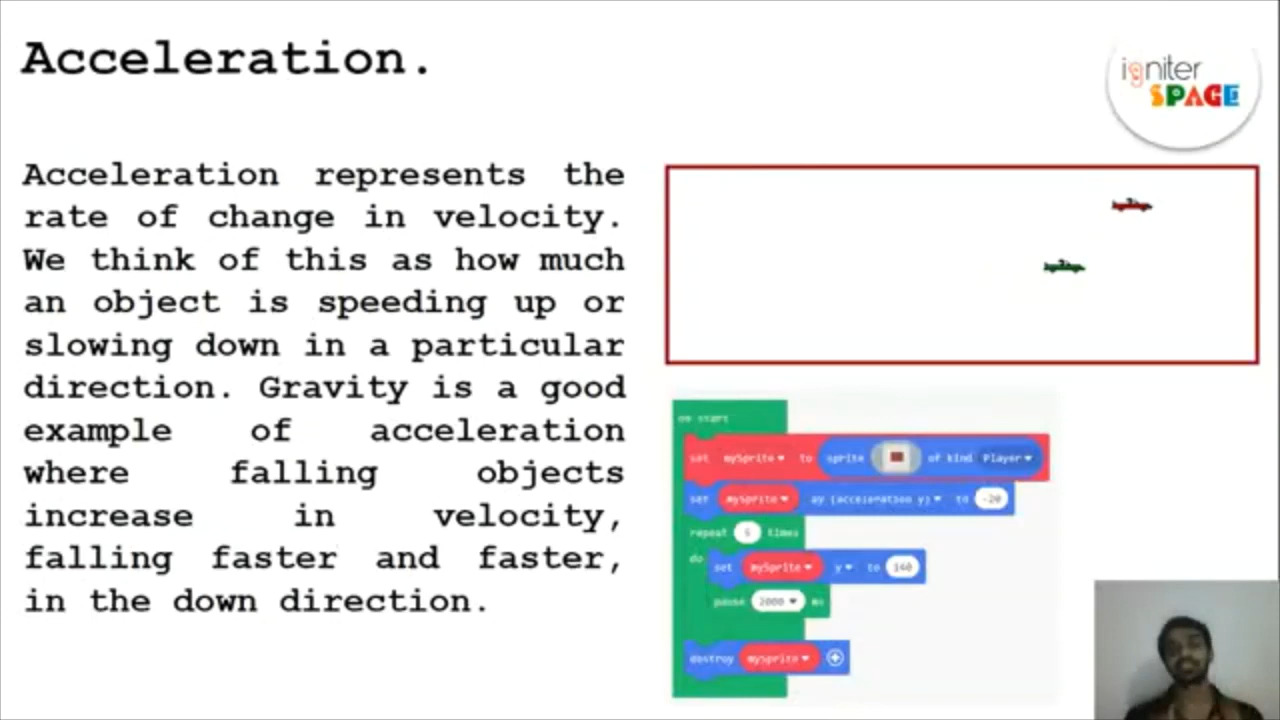 Acceleration.
igniter
SPACE
Acceleration represents the
rate of change in velocity.
We think of this as how much
an object is speeding up or
slowing down in a particular
direction. Gravity is a good
example of acceleration
where falling objects
increase in velocity,
falling faster and faster,
in the down direction.
on start
set mySprite to sprite of kind Player
set mySprite ay (acceleration y) to -20
repeat 5 times
do set mySprite y to 140
pause 2000 ms
destroy mySprite